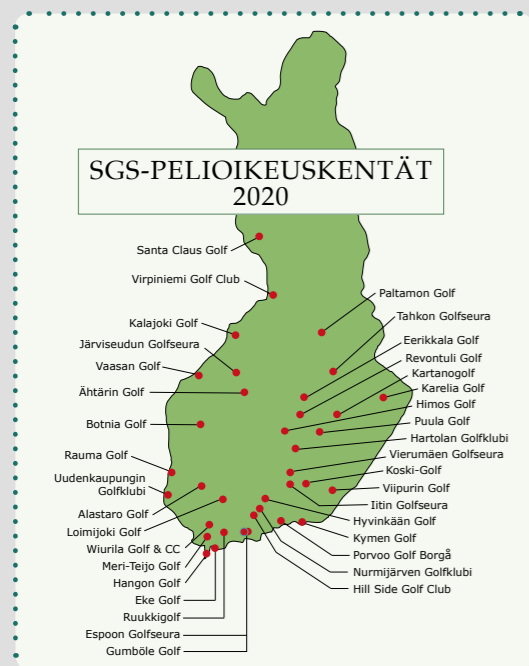 SGS-PELIOIKEUSKENTÄT
2020
Santa Claus Golf
Virpiniemi Golf Club
Kalajoki Golf
Järviseudun Golfseura
Vaasan Golf
Ähtärin Golf
Botnia Golf
Rauma Golf
Uudenkaupungin
Golfklubi
Alastaro Golf
Loimijoki Golf
Wiurila Golf & CC
Meri-Teijo Golf
Hangon Golf
Eke Golf
Ruukkigolf
Espoon Golfseura
Gumböle Golf
Paltamon Golf
Tahkon Golfseura
Eerikkala Golf
Revontuli Golf
Kartanogolf
Karelia Golf
Himos Golf
Puula Golf
Hartolan Golfklubi
Vierumäen Golfseura
Koski-Golf
Viipurin Golf
Iitin Golfseura
Hyvinkään Golf
Kymen Golf
Porvoo Golf Borgå
Nurmijärven Golfklubi
Hill Side Golf Club